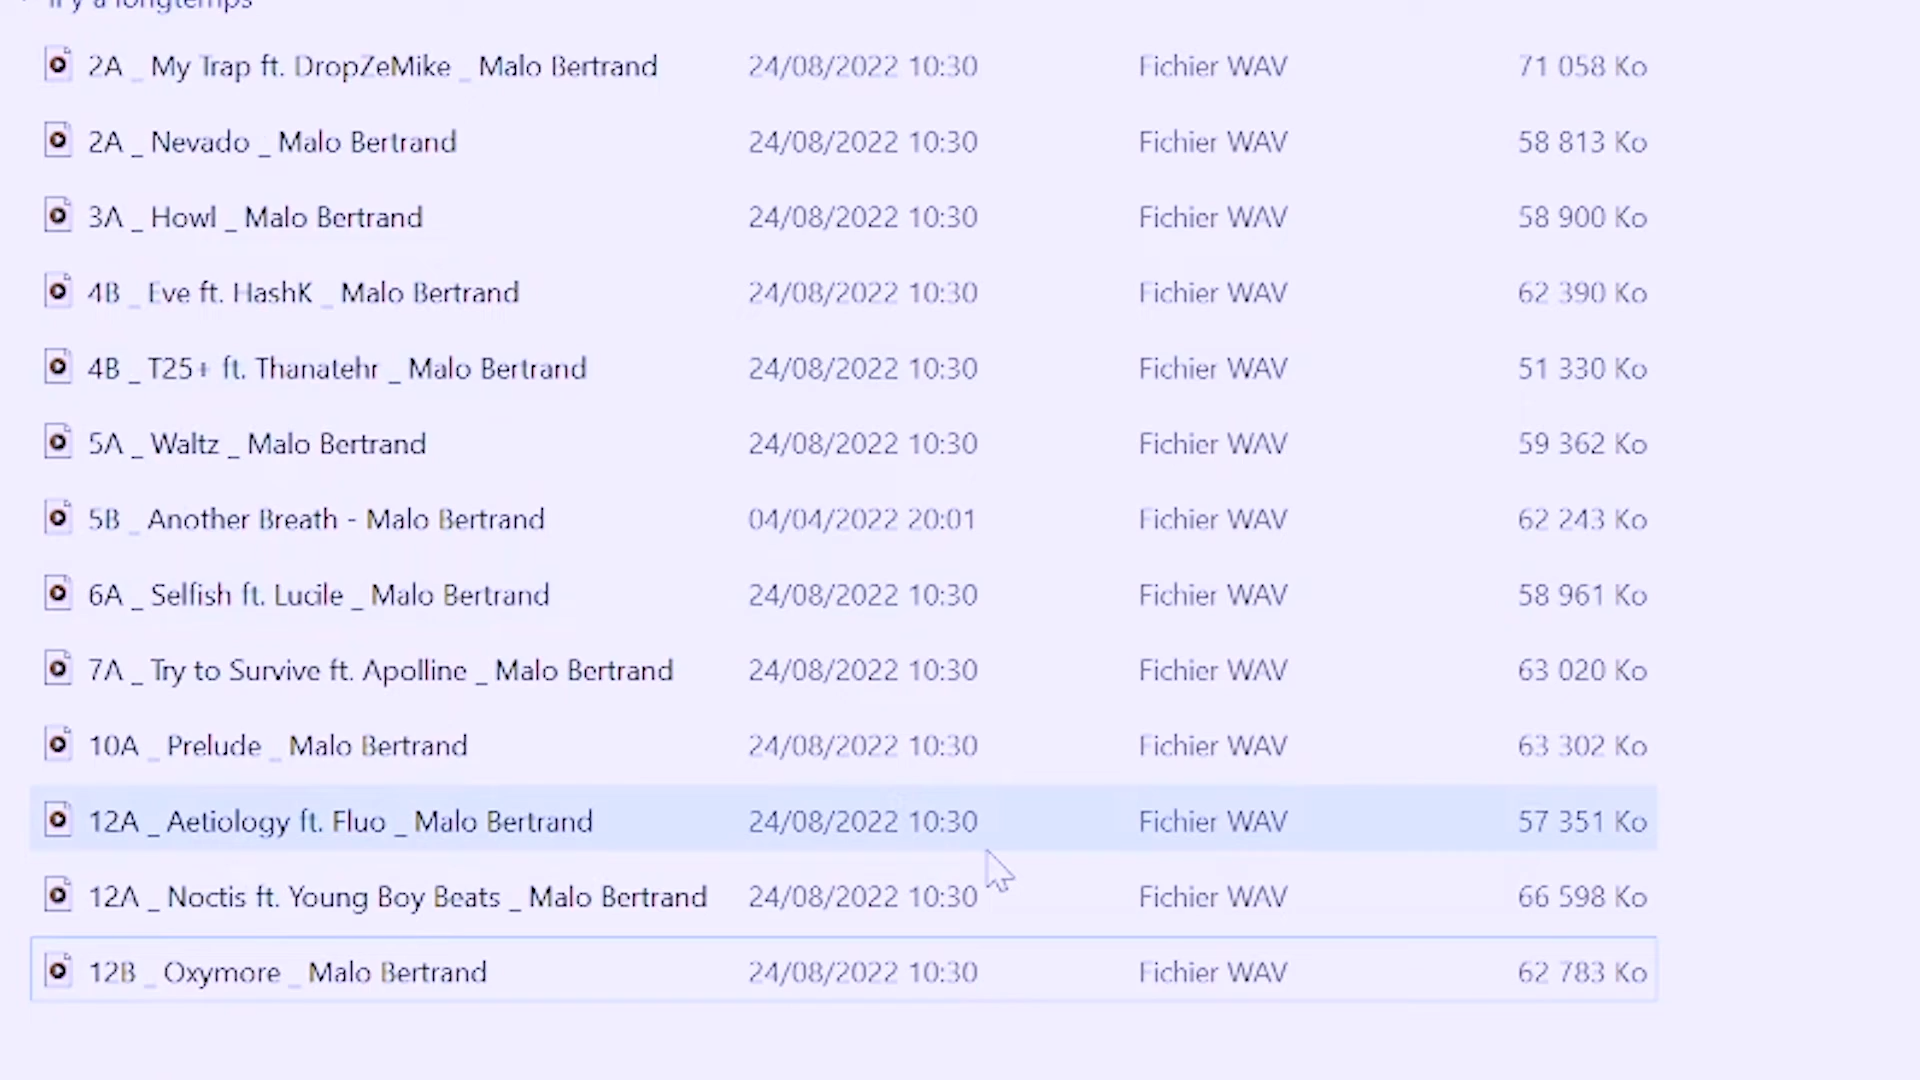 Il y a longtemps
2A _ My Trap ft. DropZeMike _ Malo Bertrand 24/08/2022 10:30 Fichier WAV 71 058 Ko
2A _ Nevado _ Malo Bertrand 24/08/2022 10:30 Fichier WAV 58 813 Ko
3A _ Howl _ Malo Bertrand 24/08/2022 10:30 Fichier WAV 58 900 Ko
4B _ Eve ft. HashK _ Malo Bertrand 24/08/2022 10:30 Fichier WAV 62 390 Ko
4B _ T25+ ft. Thanatehr _ Malo Bertrand 24/08/2022 10:30 Fichier WAV 51 330 Ko
5A _ Waltz _ Malo Bertrand 24/08/2022 10:30 Fichier WAV 59 362 Ko
5B _ Another Breath - Malo Bertrand 04/04/2022 20:01 Fichier WAV 62 243 Ko
6A _ Selfish ft. Lucile _ Malo Bertrand 24/08/2022 10:30 Fichier WAV 58 961 Ko
7A _ Try to Survive ft. Apolline _ Malo Bertrand 24/08/2022 10:30 Fichier WAV 63 020 Ko
10A _ Prelude _ Malo Bertrand 24/08/2022 10:30 Fichier WAV 63 302 Ko
12A _ Aetiology ft. Fluo _ Malo Bertrand 24/08/2022 10:30 Fichier WAV 57 351 Ko
12A _ Noctis ft. Young Boy Beats _ Malo Bertrand 24/08/2022 10:30 Fichier WAV 66 598 Ko
12B _ Oxymore _ Malo Bertrand 24/08/2022 10:30 Fichier WAV 62 783 Ko